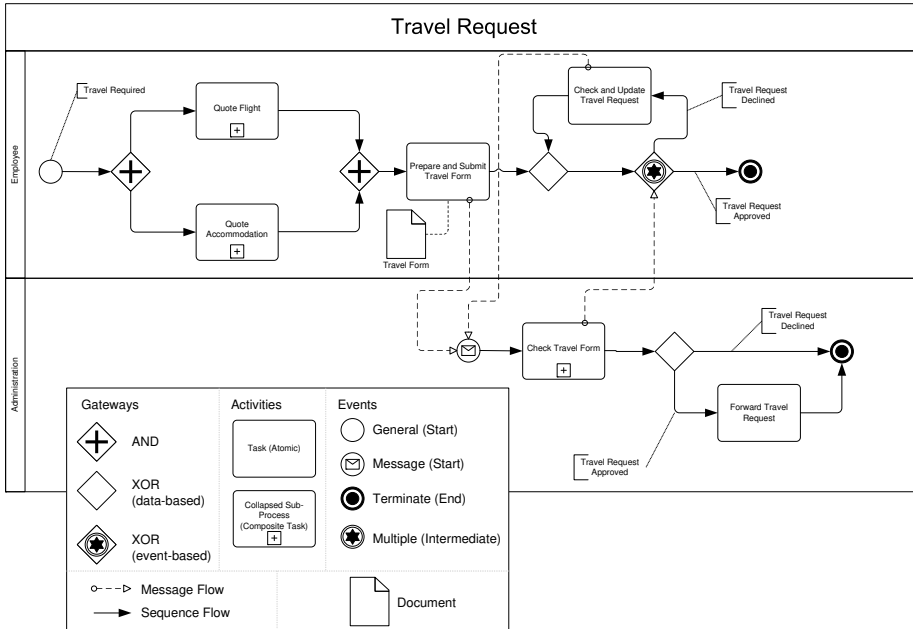 Travel Request
Employee
Travel Required
Quote Flight
Quote
Accommodation
Prepare and Submit
Travel Form
Travel Form
Check and Update
Travel Request
Travel Request
Declined
Travel Request
Approved
Administration
Check Travel Form
Travel Request
Declined
Forward Travel
Request
Travel Request
Approved
Gateways
AND
XOR
(data-based)
XOR
(event-based)
Activities
Task (Atomic)
Collapsed Sub-
Process
(Composite Task)
Events
General (Start)
Message (Start)
Terminate (End)
Multiple (Intermediate)
Message Flow
Sequence Flow
Document